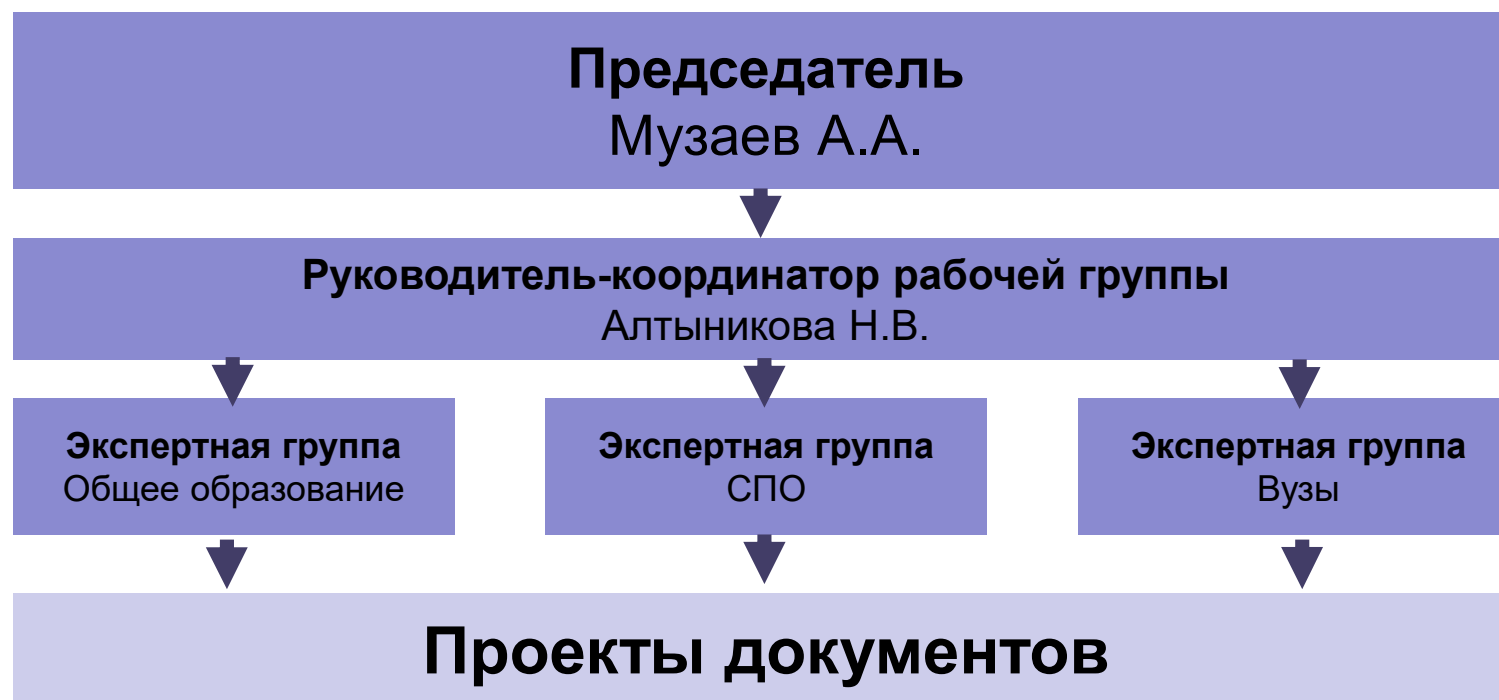 Председатель
Музаев А.А.
Руководитель-координатор рабочей группы
Алтыникова Н.В.
Экспертная группа
Общее образование
Экспертная группа
СПО
Экспертная группа
Вузы
Проекты документов